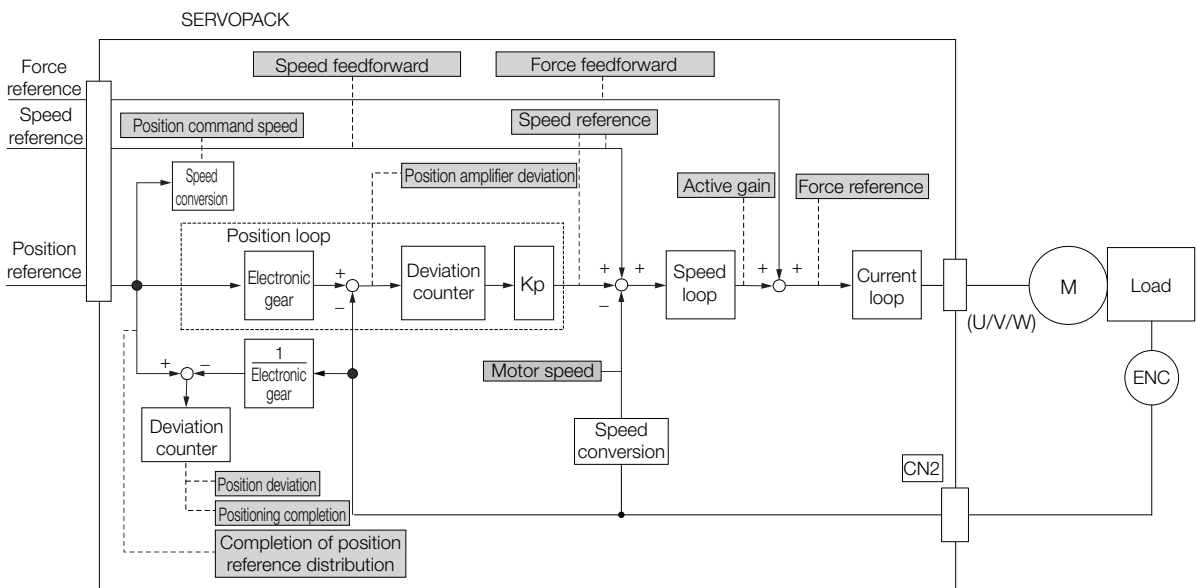 SERVOPACK
Force
reference
Speed
reference
Position
reference
Speed feedforward
Force feedforward
Position command speed
Speed reference
Speed
conversion
Position amplifier deviation
Active gain
Force reference
Position loop
Electronic
gear
+
−
Deviation
counter
Kp
+
+
−
Speed
loop
+
+
Current
loop
(U/V/W)
M
Load
ENC
+
−
1
Electronic
gear
Motor speed
Deviation
counter
Speed
conversion
CN2
Position deviation
Positioning completion
Completion of position
reference distribution